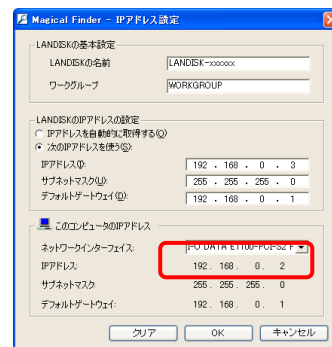 Magical Finder - IPアドレス設定
LANDISKの基本設定
LANDISKの名前 LANDISK-xxxxxx
ワークグループ WORKGROUP
LANDISKのIPアドレスの設定
IPアドレスを自動的に取得する(O)
次のIPアドレスを使う(S):
IPアドレス(I): 192 . 168 . 0 . 3
サブネットマスク(U): 255 . 255 . 255 . 0
デフォルトゲートウェイ(D): 192 . 168 . 0 . 1
このコンピュータのIPアドレス
ネットワークインターフェイス: I-O DATA ET100-PCI-S2 F
IPアドレス: 192. 168. 0. 2
サブネットマスク: 255. 255. 255. 0
デフォルトゲートウェイ: 192. 168. 0. 1
クリア OK キャンセル